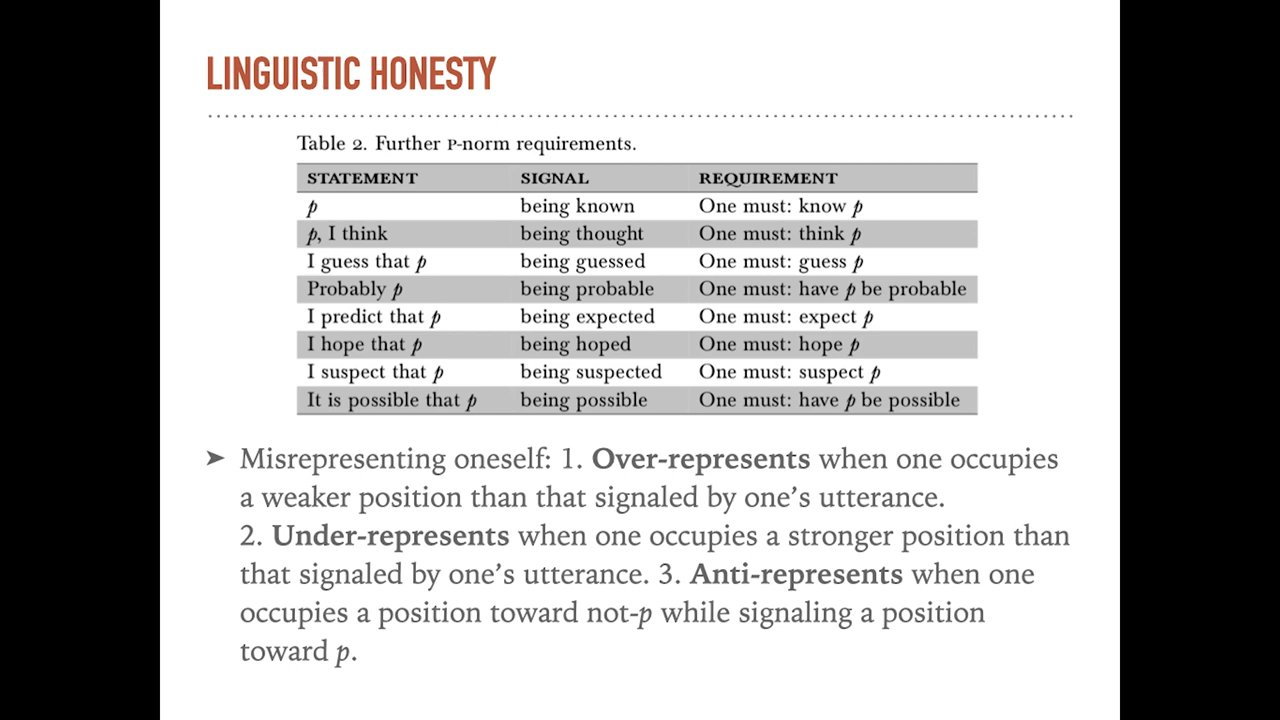 LINGUISTIC HONESTY
Table 2. Further P-norm requirements.
STATEMENT SIGNAL REQUIREMENT
p being known One must: know p
p, I think being thought One must: think p
I guess that p being guessed One must: guess p
Probably p being probable One must: have p be probable
I predict that p being expected One must: expect p
I hope that p being hoped One must: hope p
I suspect that p being suspected One must: suspect p
It is possible that p being possible One must: have p be possible
➤ Misrepresenting oneself: 1. Over-represents when one occupies
a weaker position than that signaled by one’s utterance.
2. Under-represents when one occupies a stronger position than
that signaled by one’s utterance. 3. Anti-represents when one
occupies a position toward not-p while signaling a position
toward p.